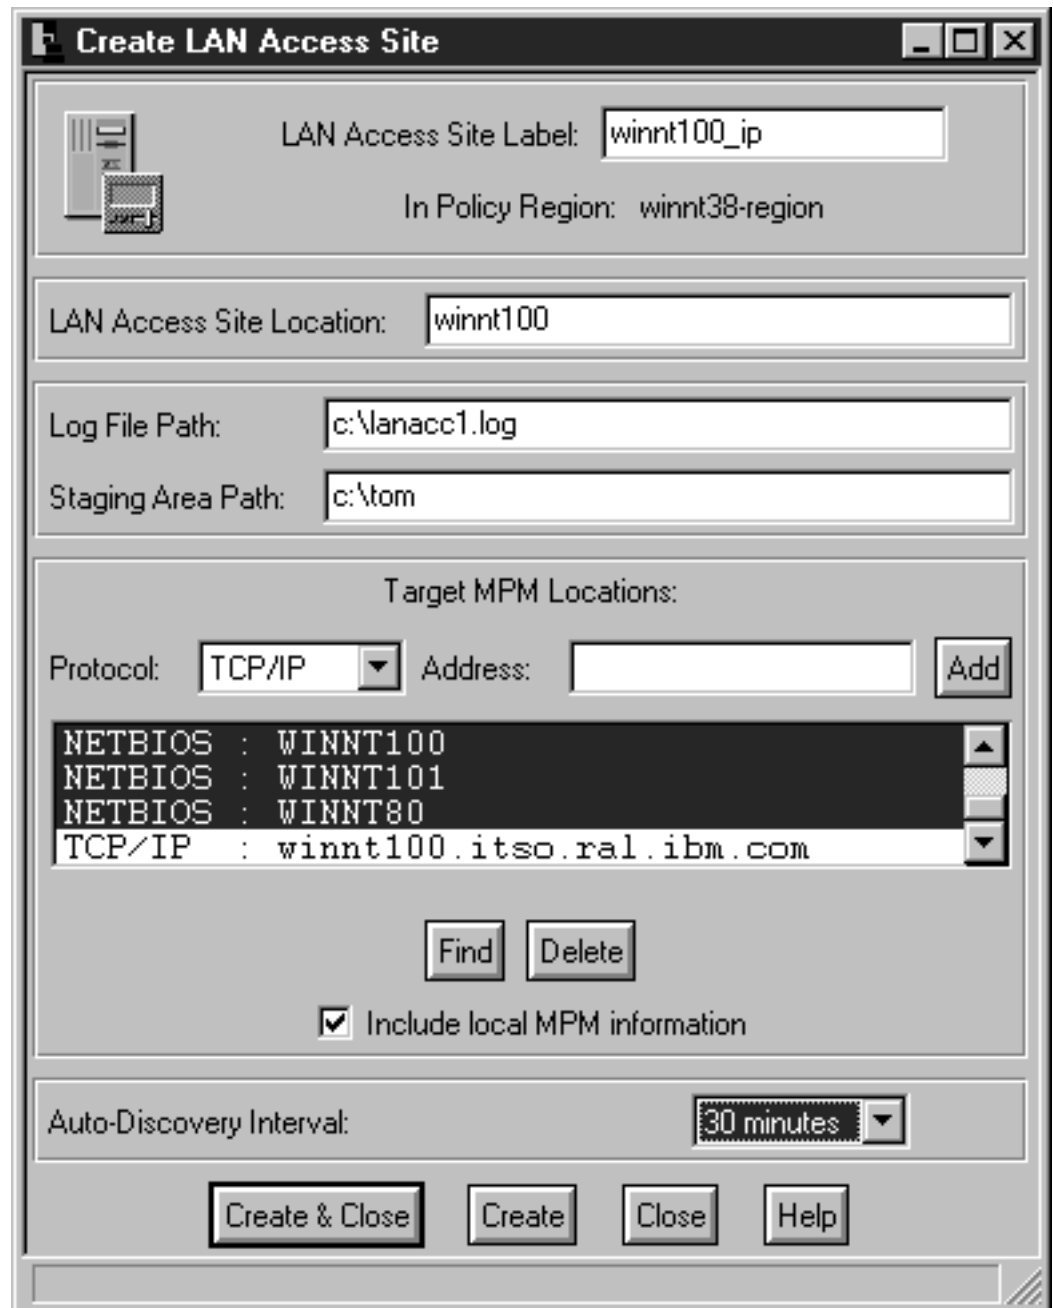 Create LAN Access Site
LAN Access Site Label: winnt100_ip
In Policy Region: winnt38-region
LAN Access Site Location: winnt100
Log File Path: c:\lanacc1.log
Staging Area Path: c:\tom
Target MPM Locations:
Protocol: TCP/IP Address: Add
NETBIOS : WINNT100
NETBIOS : WINNT101
NETBIOS : WINNT80
TCP/IP : winnt100.itso.ral.ibm.com
Find Delete
Include local MPM information
Auto-Discovery Interval: 30 minutes
Create & Close Create Close Help